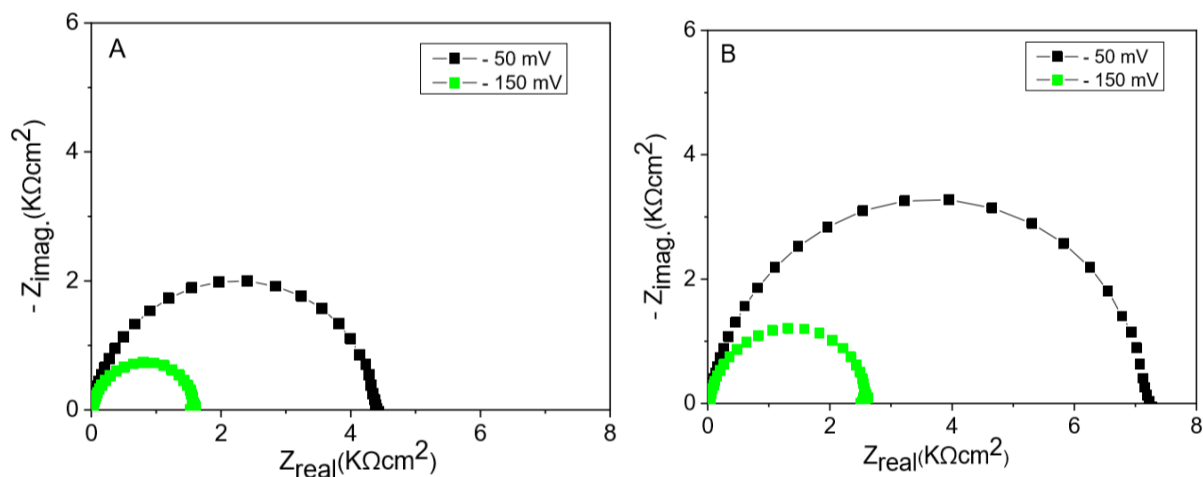 A
- 50 mV
- 150 mV
6
4
2
0
- Zimag.(KΩcm2)
0 2 4 6 8
Zreal(KΩcm2)
B
- 50 mV
- 150 mV
6
4
2
0
- Zimag.(KΩcm2)
0 2 4 6 8
Zreal(KΩcm2)